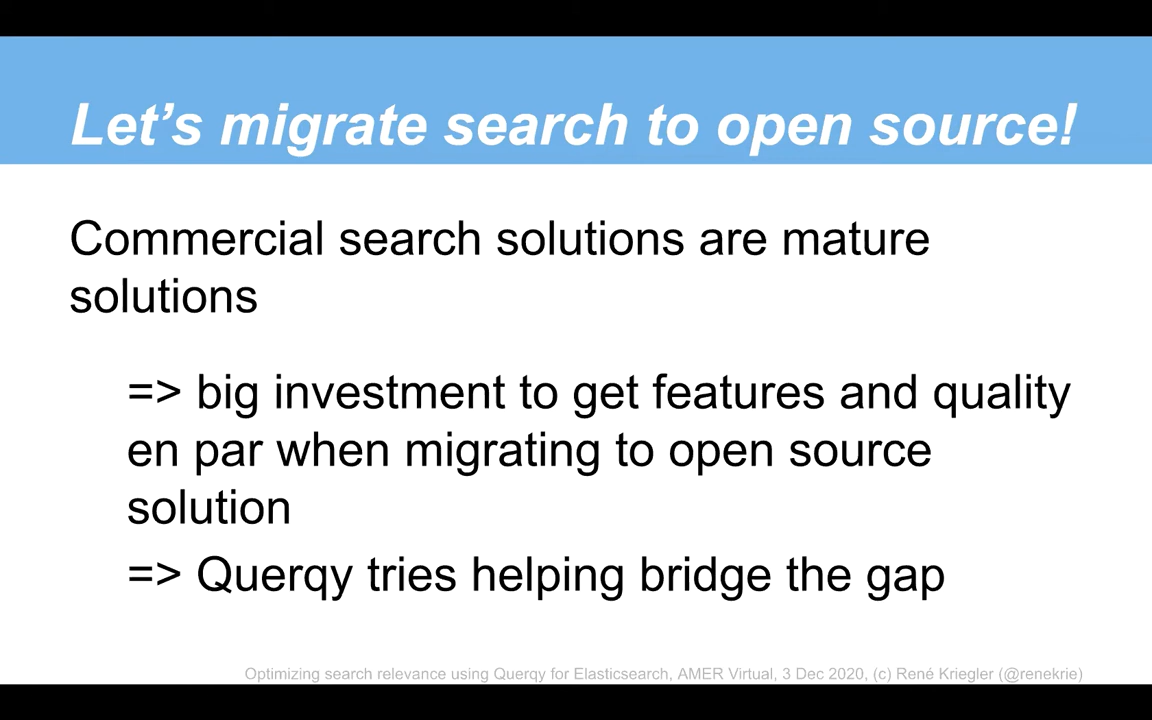 Let's migrate search to open source!
Commercial search solutions are mature
solutions
=> big investment to get features and quality
en par when migrating to open source
solution
=> Querqy tries helping bridge the gap
Optimizing search relevance using Querqy for Elasticsearch, AMER Virtual, 3 Dec 2020, (c) René Kriegler (@renekrie)